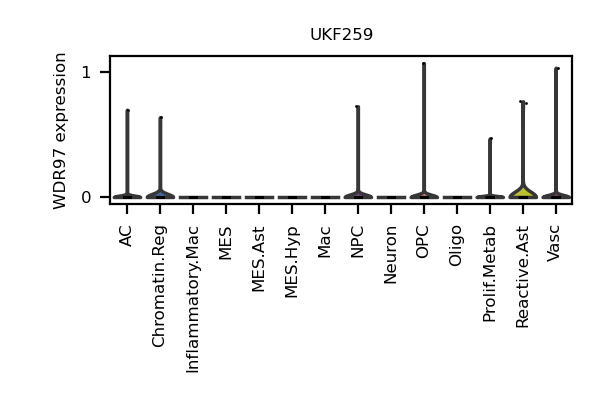 UKF259
WDR97 expression
1
0
AC
Chromatin.Reg
Inflammatory.Mac
MES
MES.Ast
MES.Hyp
Mac
NPC
Neuron
OPC
Oligo
Prolif.Metab
Reactive.Ast
Vasc